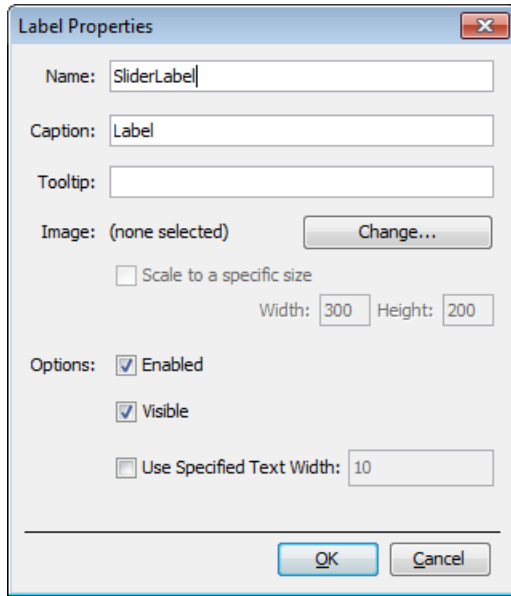 Label Properties
Name: SliderLabel
Caption: Label
Tooltip:
Image: (none selected) Change...
Scale to a specific size
Width: 300 Height: 200
Options: Enabled
Visible
Use Specified Text Width: 10
OK Cancel